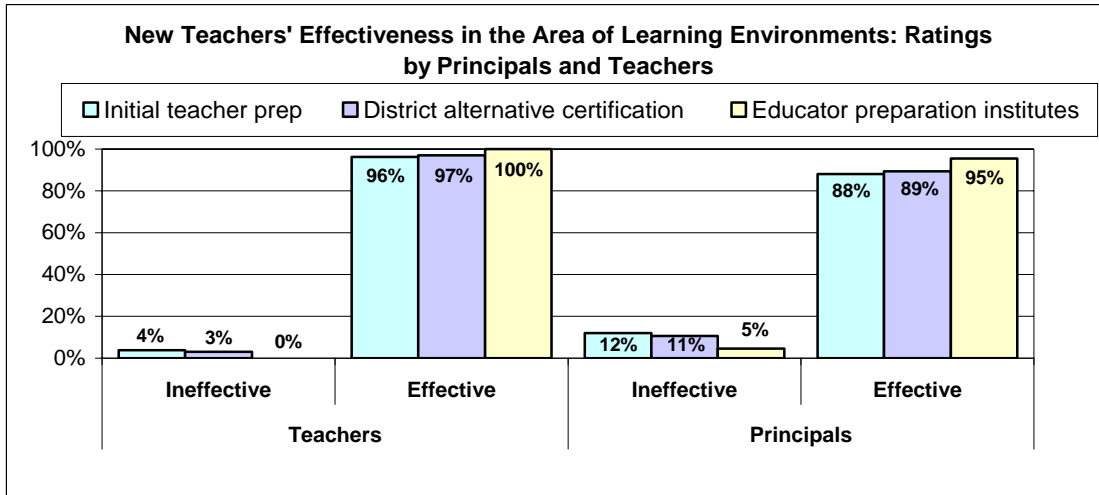 New Teachers' Effectiveness in the Area of Learning Environments: Ratings
by Principals and Teachers
Initial teacher prep District alternative certification Educator preparation institutes
100%
80%
60%
40%
20%
0%
4% 3% 0% 96% 97% 100% 12% 11% 5% 88% 89% 95%
Ineffective Effective Ineffective Effective
Teachers Principals